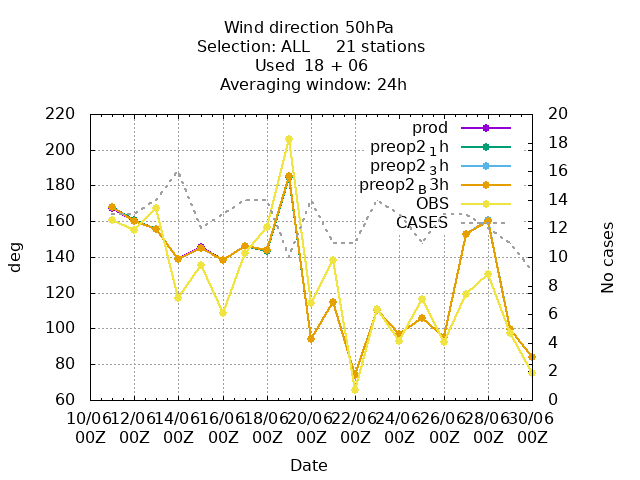 Wind direction 50hPa
Selection: ALL     21 stations
Used  18 + 06
Averaging window: 24h
220 20
200 18
180 16
160 14
140 12
120 10
100 8
80 6
60 4
2
0
prod
preop2 1h
preop2 3h
preop2 B3h
OBS
CASES
deg
No cases
10/06 12/06 14/06 16/06 18/06 20/06 22/06 24/06 26/06 28/06 30/06
00Z 00Z 00Z 00Z 00Z 00Z 00Z 00Z 00Z 00Z 00Z
Date